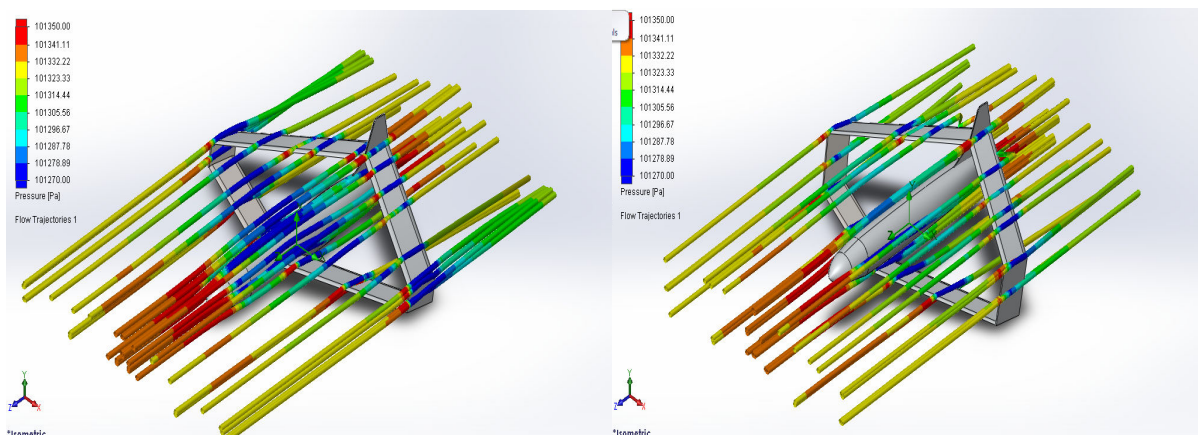 101350.00
101341.11
101332.22
101323.33
101314.44
101305.56
101296.67
101287.78
101278.89
101270.00
Pressure [Pa]
Flow Trajectories 1
Y
Z
X
*Isometric
101350.00
101341.11
101332.22
101323.33
101314.44
101305.56
101296.67
101287.78
101278.89
101270.00
Pressure [Pa]
Flow Trajectories 1
Z
X
Y
Z
X
*Isometric